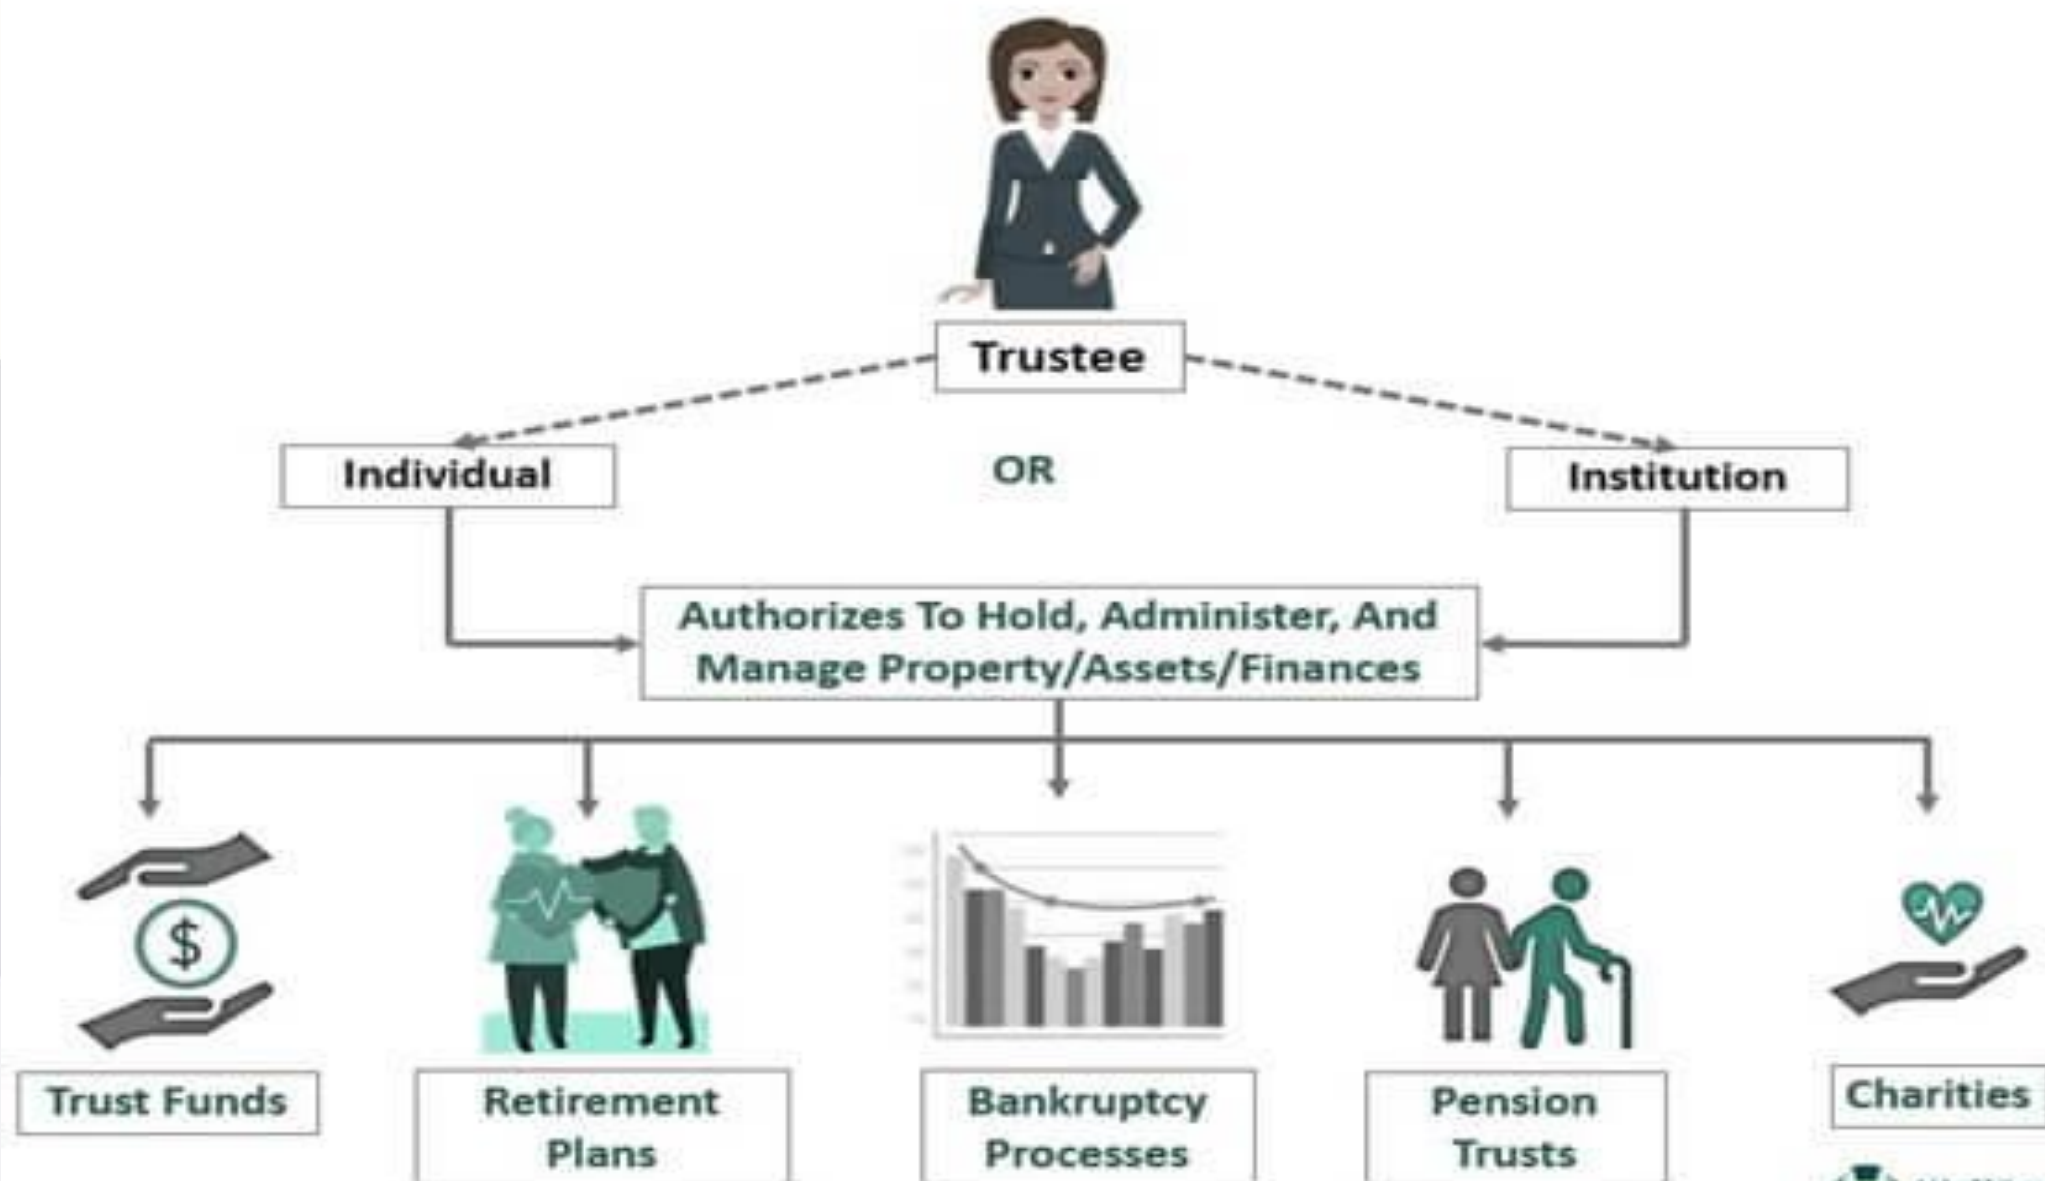 Trustee
Individual
OR
Institution
Authorizes To Hold, Administer, And
Manage Property/Assets/Finances
$
Trust Funds
Retirement
Plans
Bankruptcy
Processes
Pension
Trusts
Charities